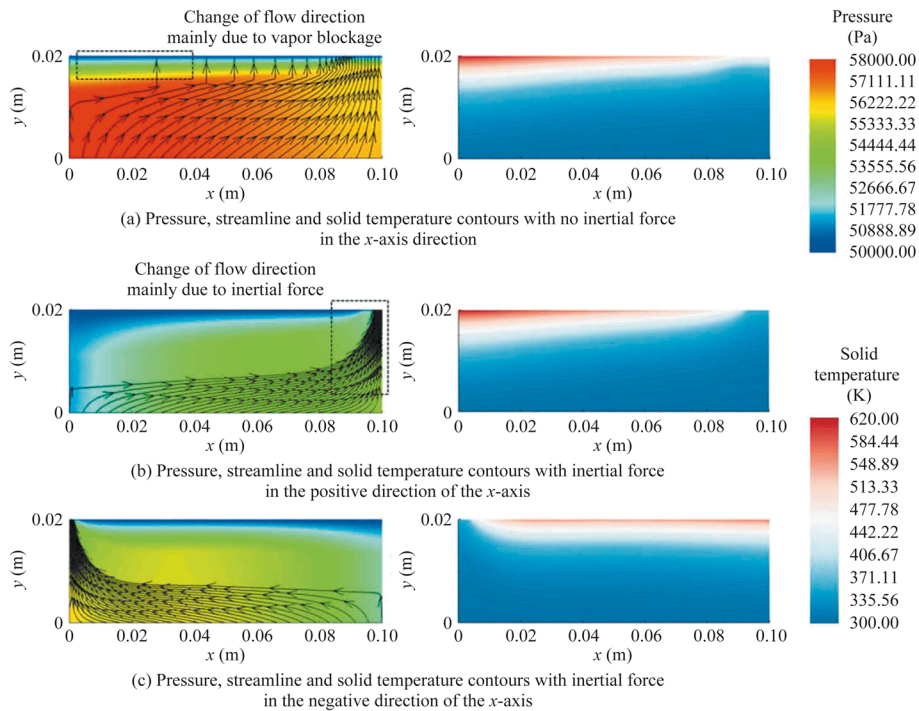 Change of flow direction
mainly due to vapor blockage
y (m)
0.02
0
0 0.02 0.04 0.06 0.08 0.10
x (m)
y (m)
0.02
0
0 0.02 0.04 0.06 0.08 0.10
x (m)
(a) Pressure, streamline and solid temperature contours with no inertial force
in the x-axis direction
Change of flow direction
mainly due to inertial force
y (m)
0.02
0
0 0.02 0.04 0.06 0.08 0.10
x (m)
y (m)
0.02
0
0 0.02 0.04 0.06 0.08 0.10
x (m)
(b) Pressure, streamline and solid temperature contours with inertial force
in the positive direction of the x-axis
y (m)
0.02
0
0 0.02 0.04 0.06 0.08 0.10
x (m)
y (m)
0.02
0
0 0.02 0.04 0.06 0.08 0.10
x (m)
(c) Pressure, streamline and solid temperature contours with inertial force
in the negative direction of the x-axis
Pressure
(Pa)
58000.00
57111.11
56222.22
55333.33
54444.44
53555.56
52666.67
51777.78
50888.89
50000.00
Solid
temperature
(K)
620.00
584.44
548.89
513.33
477.78
442.22
406.67
371.11
335.56
300.00